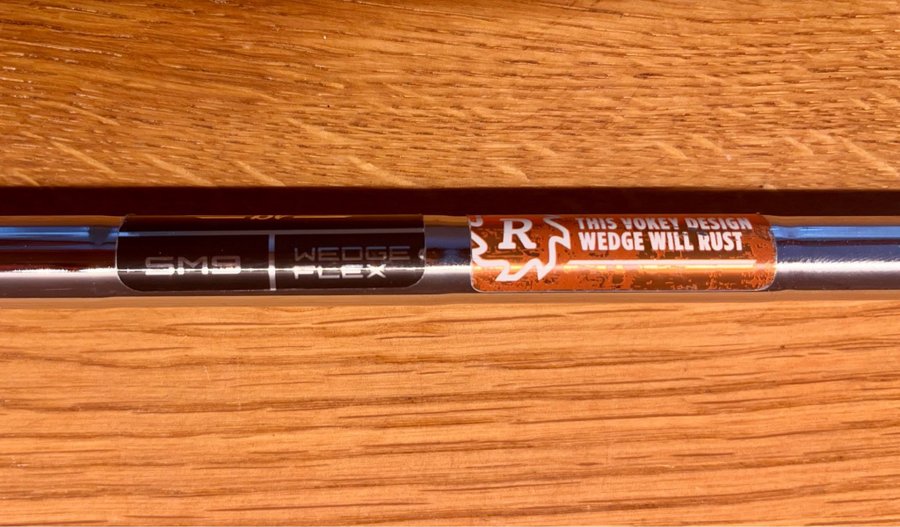 SM9
WEDGE
FLEX
R
THIS VOKEY DESIGN
WEDGE WILL RUST